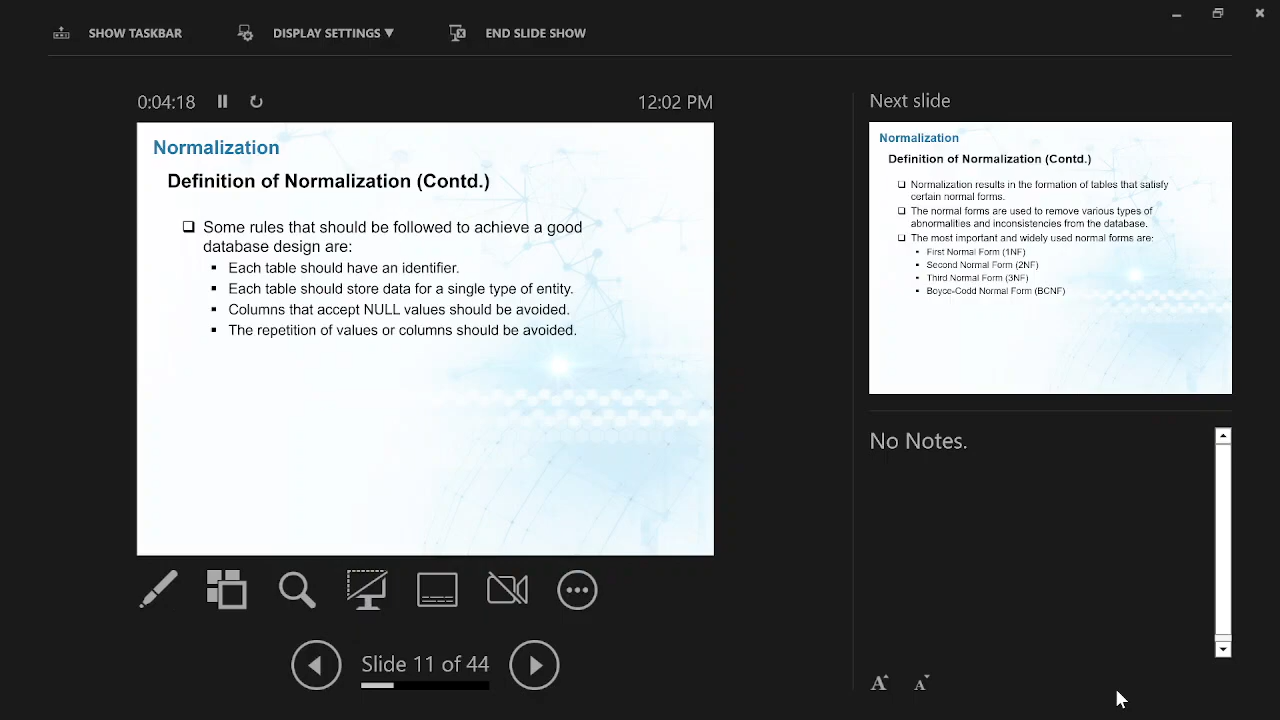 SHOW TASKBAR
DISPLAY SETTINGS ▼
END SLIDE SHOW
0:04:18
12:02 PM
Normalization
Definition of Normalization (Contd.)
❑ Some rules that should be followed to achieve a good
database design are:
▪ Each table should have an identifier.
▪ Each table should store data for a single type of entity.
▪ Columns that accept NULL values should be avoided.
▪ The repetition of values or columns should be avoided.
Slide 11 of 44
Next slide
Normalization
Definition of Normalization (Contd.)
❑ Normalization results in the formation of tables that satisfy
certain normal forms.
❑ The normal forms are used to remove various types of
abnormalities and inconsistencies from the database.
❑ The most important and widely used normal forms are:
▪ First Normal Form (1NF)
▪ Second Normal Form (2NF)
▪ Third Normal Form (3NF)
▪ Boyce-Codd Normal Form (BCNF)
No Notes.
A A